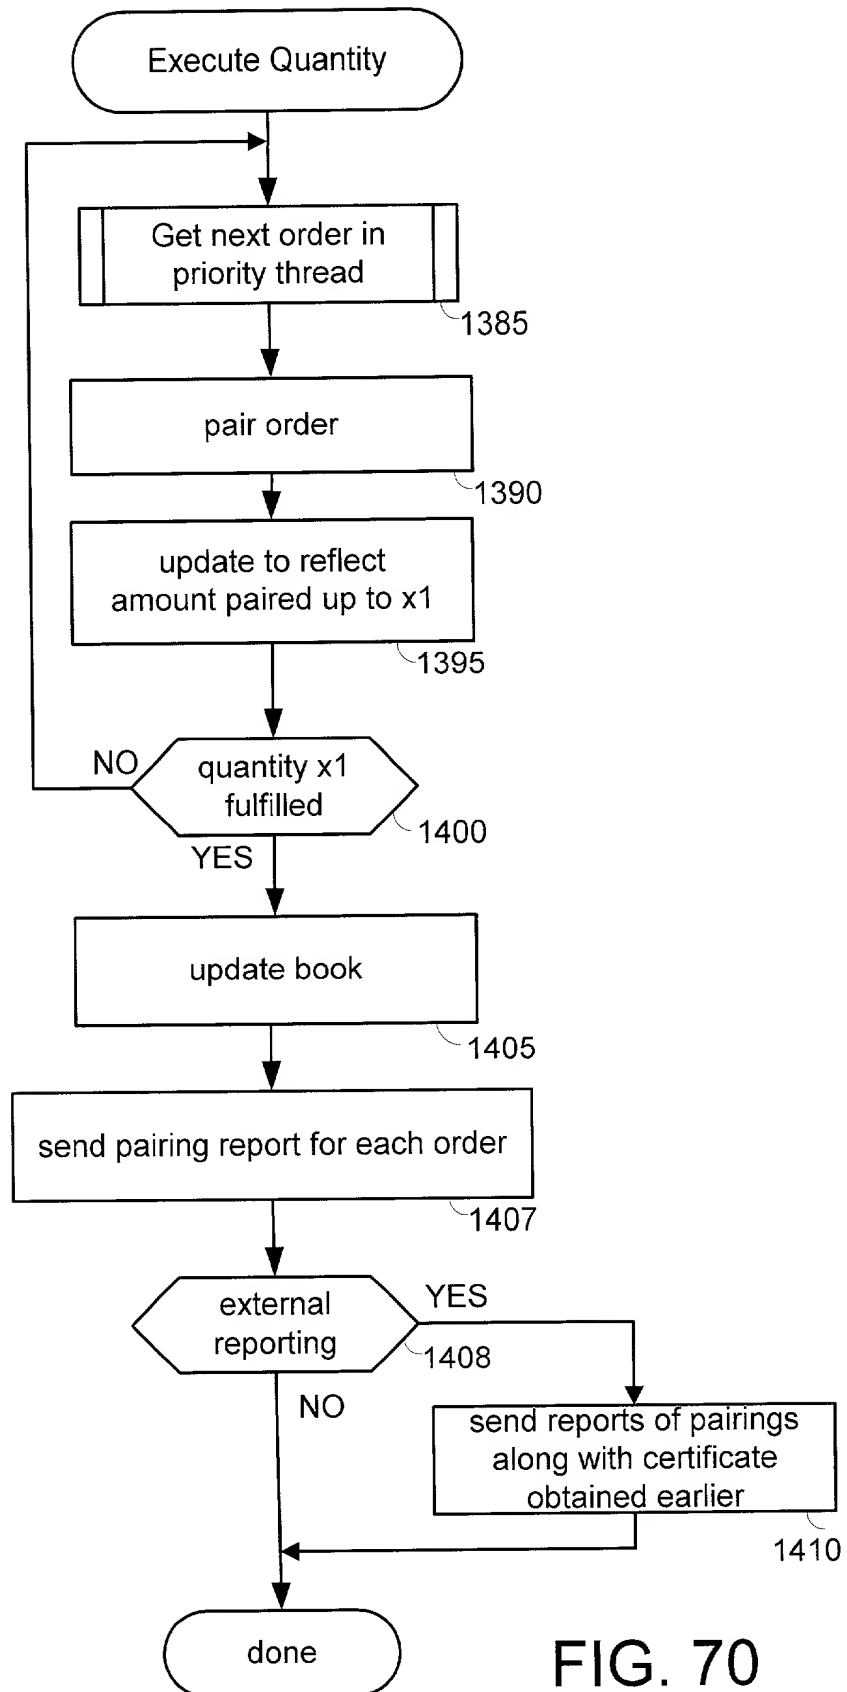 Execute Quantity
Get next order in
priority thread
1385
pair order
1390
update to reflect
amount paired up to x1
1395
NO
quantity x1
fulfilled
1400
YES
update book
1405
send pairing report for each order
1407
external
reporting
YES
1408
NO
send reports of pairings
along with certificate
obtained earlier
1410
done
FIG. 70